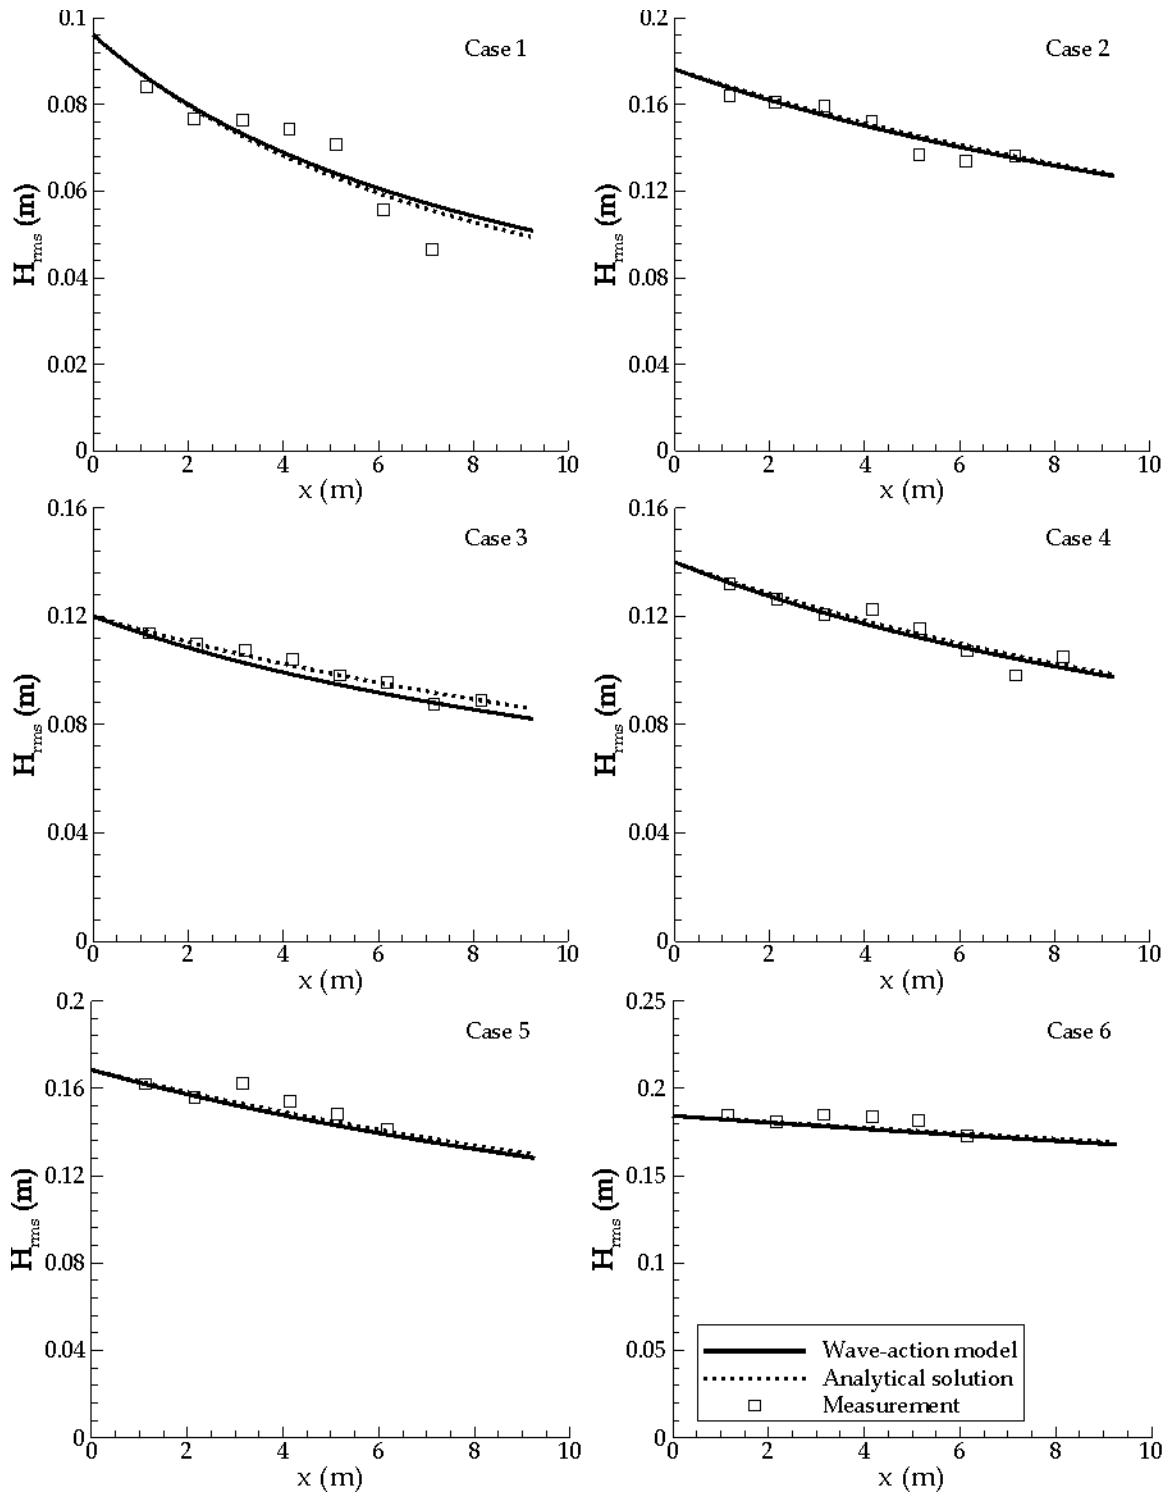 0.1
0.08
0.06
0.04
0.02
0
0 2 4 6 8 10
Hrms (m)
x (m)
Case 1
0.2
0.16
0.12
0.08
0.04
0
0 2 4 6 8 10
Hrms (m)
x (m)
Case 2
0.16
0.12
0.08
0.04
0
0 2 4 6 8 10
Hrms (m)
x (m)
Case 3
0.16
0.12
0.08
0.04
0
0 2 4 6 8 10
Hrms (m)
x (m)
Case 4
0.2
0.16
0.12
0.08
0.04
0
0 2 4 6 8 10
Hrms (m)
x (m)
Case 5
0.25
0.2
0.15
0.1
0.05
0
0 2 4 6 8 10
Hrms (m)
x (m)
Case 6
Wave-action model
Analytical solution
Measurement